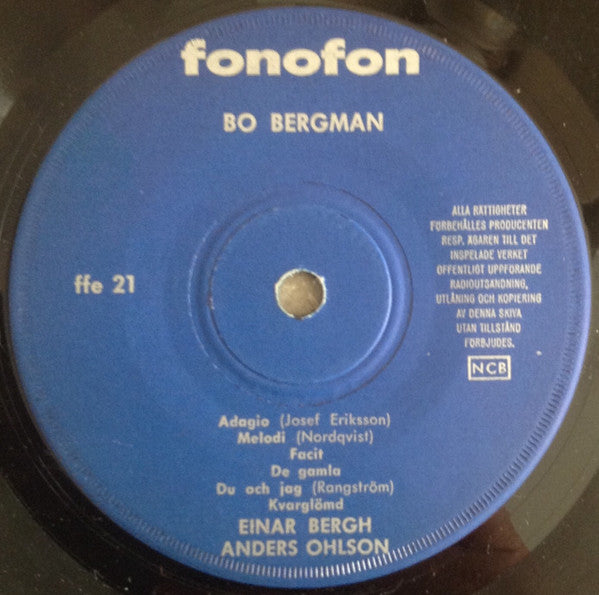 fonofon
BO BERGMAN
ffe 21
ALLA RÄTTIGHETER
FÖRBEHÅLLES PRODUCENTEN
RESP. ÄGAREN TILL DET
INSPELADE VERKET
OFFENTLIGT UPPFÖRANDE
RADIOUTSÄNDNING,
UTLÅNING OCH KOPIERING
AV DENNA SKIVA
UTAN TILLSTÅND
FÖRBJUDES.
NCB
Adagio (Josef Eriksson)
Melodi (Nordqvist)
Facit
De gamla
Du och jag (Rangström)
Kvarglömd
EINAR BERGH
ANDERS OHLSON